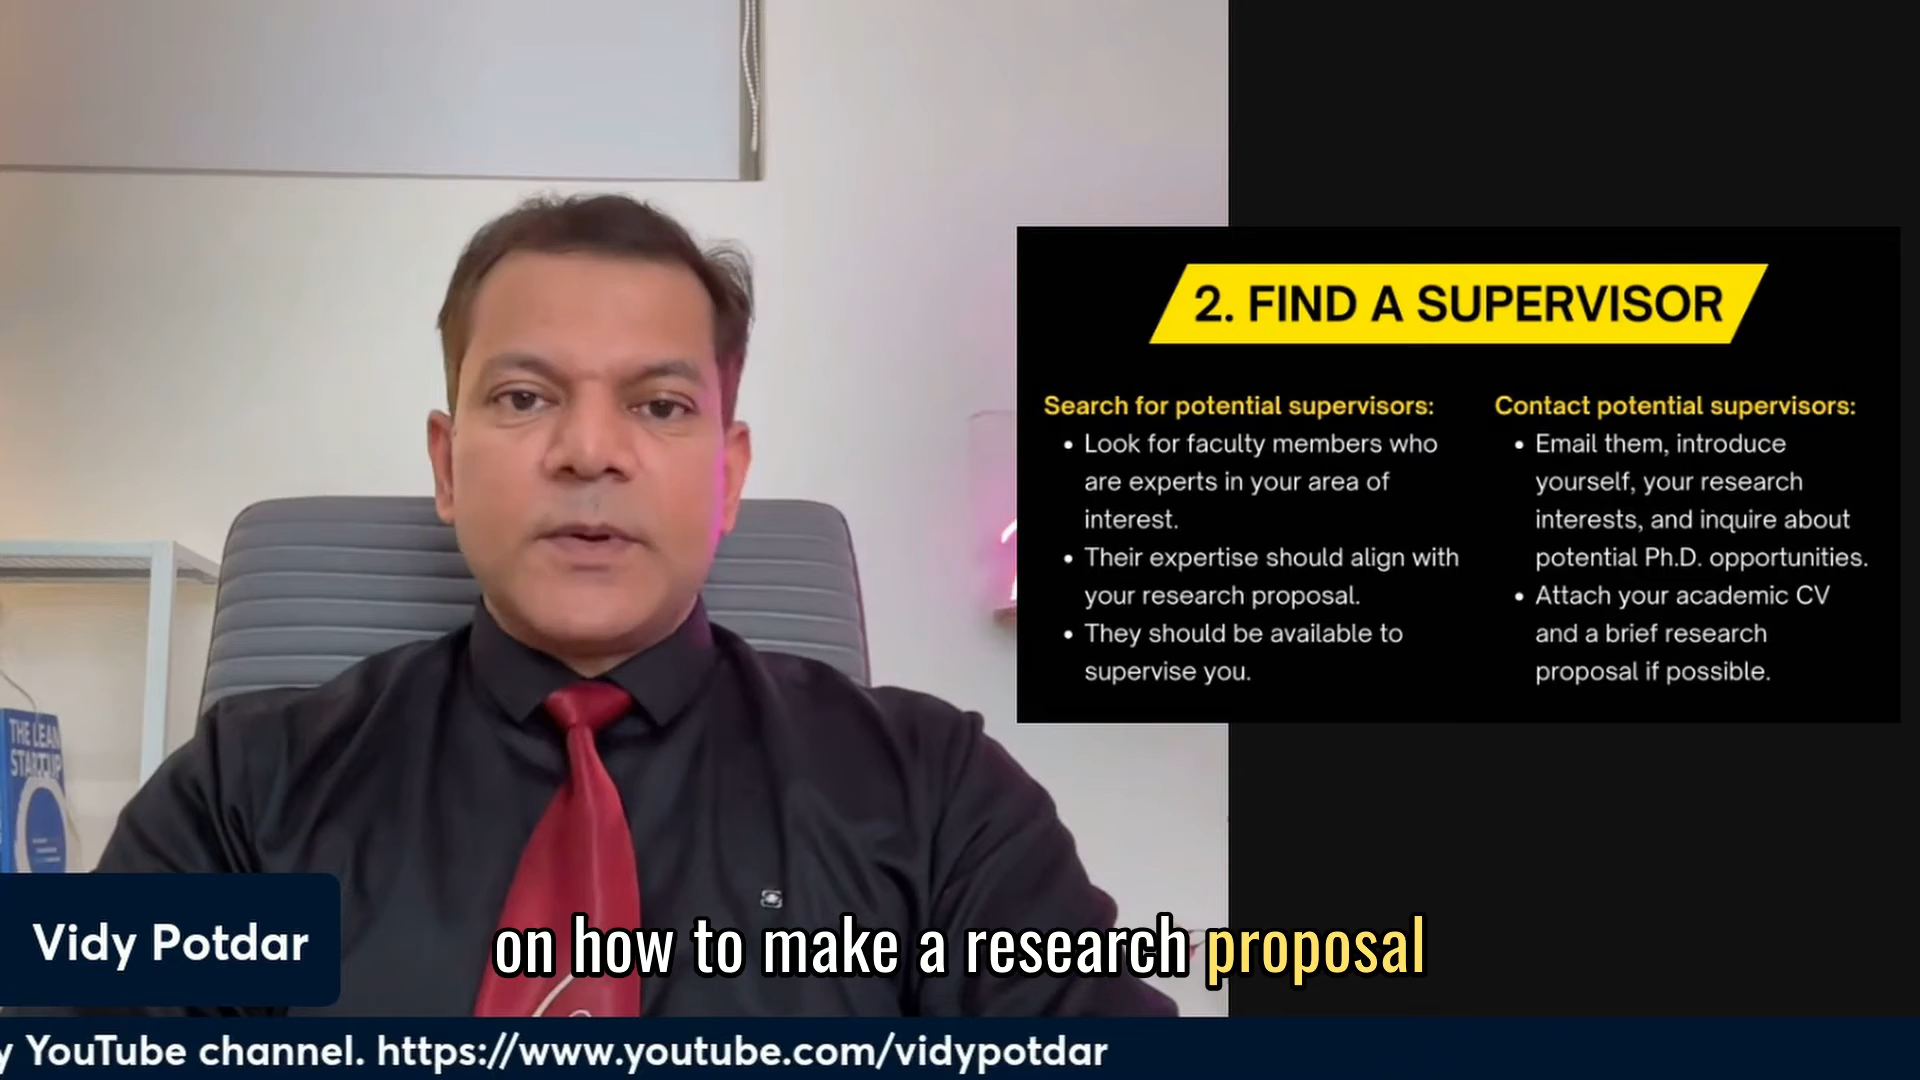 2. FIND A SUPERVISOR
Search for potential supervisors:
• Look for faculty members who
are experts in your area of
interest.
• Their expertise should align with
your research proposal.
• They should be available to
supervise you.
Contact potential supervisors:
• Email them, introduce
yourself, your research
interests, and inquire about
potential Ph.D. opportunities.
• Attach your academic CV
and a brief research
proposal if possible.
THE LEAN
STARTUP
Vidy Potdar
on how to make a research proposal
y YouTube channel. https://www.youtube.com/vidypotdar